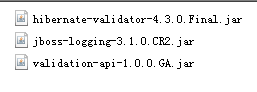 hibernate-validator-4.3.0.Final.jar
jboss-logging-3.1.0.CR2.jar
validation-api-1.0.0.GA.jar